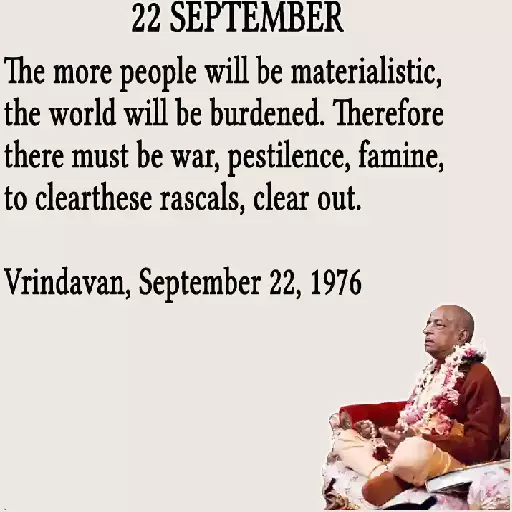 22 SEPTEMBER
The more people will be materialistic,
the world will be burdened. Therefore
there must be war, pestilence, famine,
to clearthese rascals, clear out.
Vrindavan, September 22, 1976